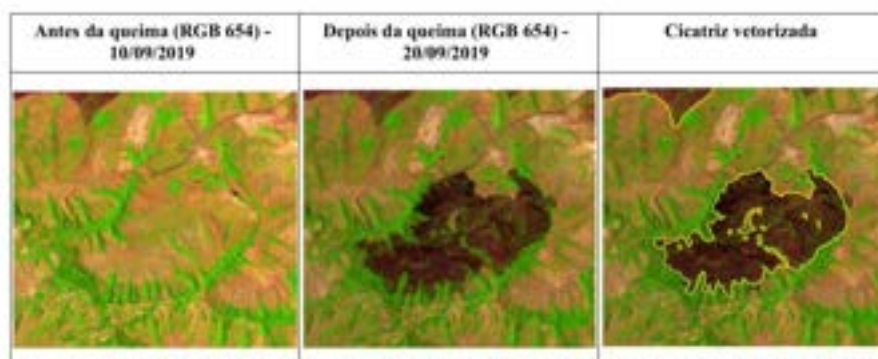 Antes da queima (RGB 654) -
10/09/2019
Depois da queima (RGB 654) -
20/09/2019
Cicatriz vetorizada